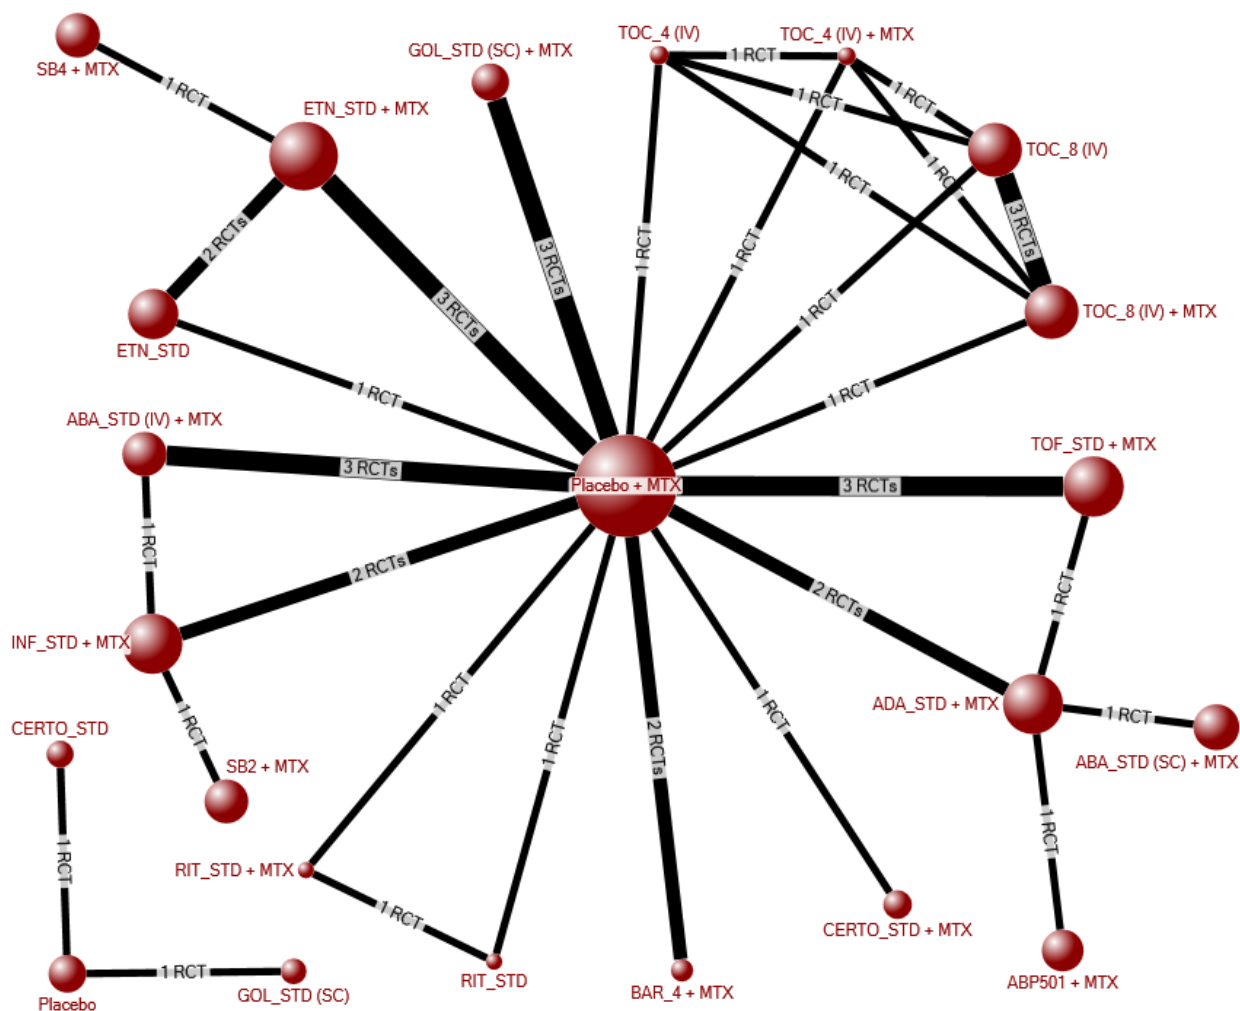 TOC_4 (IV)
TOC_4 (IV) + MTX
GOL_STD (SC) + MTX
SB4 + MTX
1 RCT
1 RCT
1 RCT
1 RCT
ETN_STD + MTX
TOC_8 (IV)
1 RCT
1 RCT
2 RCTs
3 RCTs
1 RCT
1 RCT
3 RCTs
3 RCTs
1 RCT
TOC_8 (IV) + MTX
ETN_STD
1 RCT
1 RCT
ABA_STD (IV) + MTX
TOF_STD + MTX
3 RCTs
Placebo + MTX
3 RCTs
1 RCT
2 RCTs
1 RCT
2 RCTs
INF_STD + MTX
1 RCT
ADA_STD + MTX
1 RCT
1 RCT
1 RCT
CERTO_STD
1 RCT
2 RCTs
SB2 + MTX
ABA_STD (SC) + MTX
1 RCT
1 RCT
RIT_STD + MTX
1 RCT
CERTO_STD + MTX
1 RCT
RIT_STD
BAR_4 + MTX
ABP501 + MTX
Placebo
GOL_STD (SC)